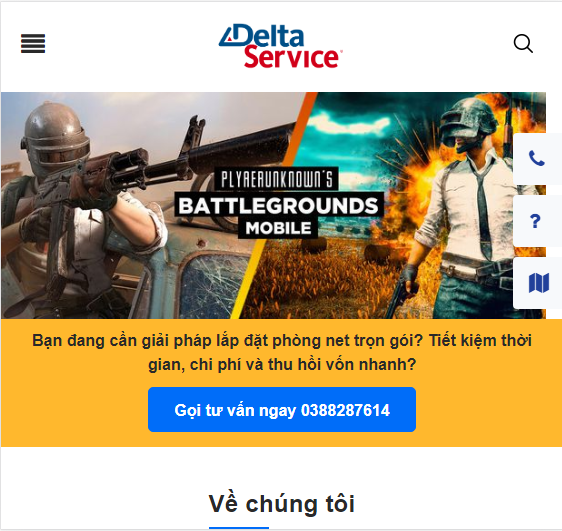 Delta
Service
PLYAERUNKNOWN'S
BATTLEGROUNDS
MOBILE
?
Bạn đang cần giải pháp lắp đặt phòng net trọn gói? Tiết kiệm thời
gian, chi phí và thu hồi vốn nhanh?
Gọi tư vấn ngay 0388287614
Về chúng tôi